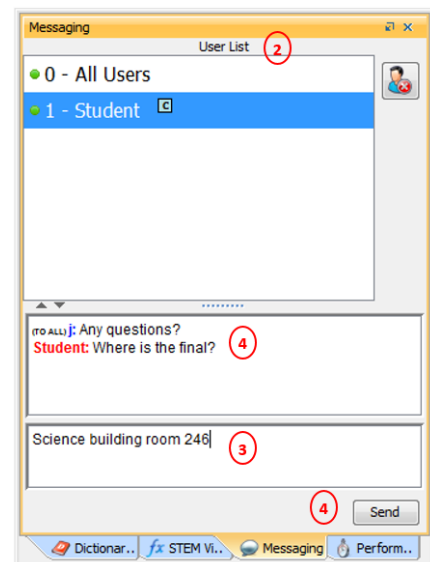 Messaging
User List 2
0 - All Users
1 - Student C
(TO ALL) j: Any questions?
Student: Where is the final? 4
Science building room 246 3
4 Send
Dictionar.. fx STEM Vi.. Messaging Perform..